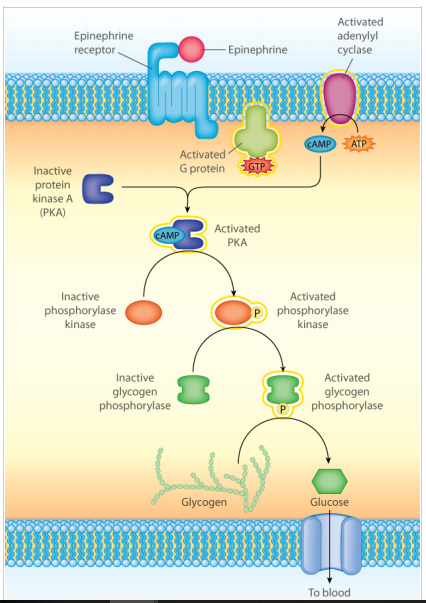 Activated
adenylyl
cyclase
Epinephrine
receptor
Epinephrine
cAMP
ATP
Activated
G protein
GTP
Inactive
protein
kinase A
(PKA)
cAMP
Activated
PKA
Inactive
phosphorylase
kinase
P
Activated
phosphorylase
kinase
Inactive
glycogen
phosphorylase
Activated
glycogen
phosphorylase
P
Glycogen
Glucose
To blood